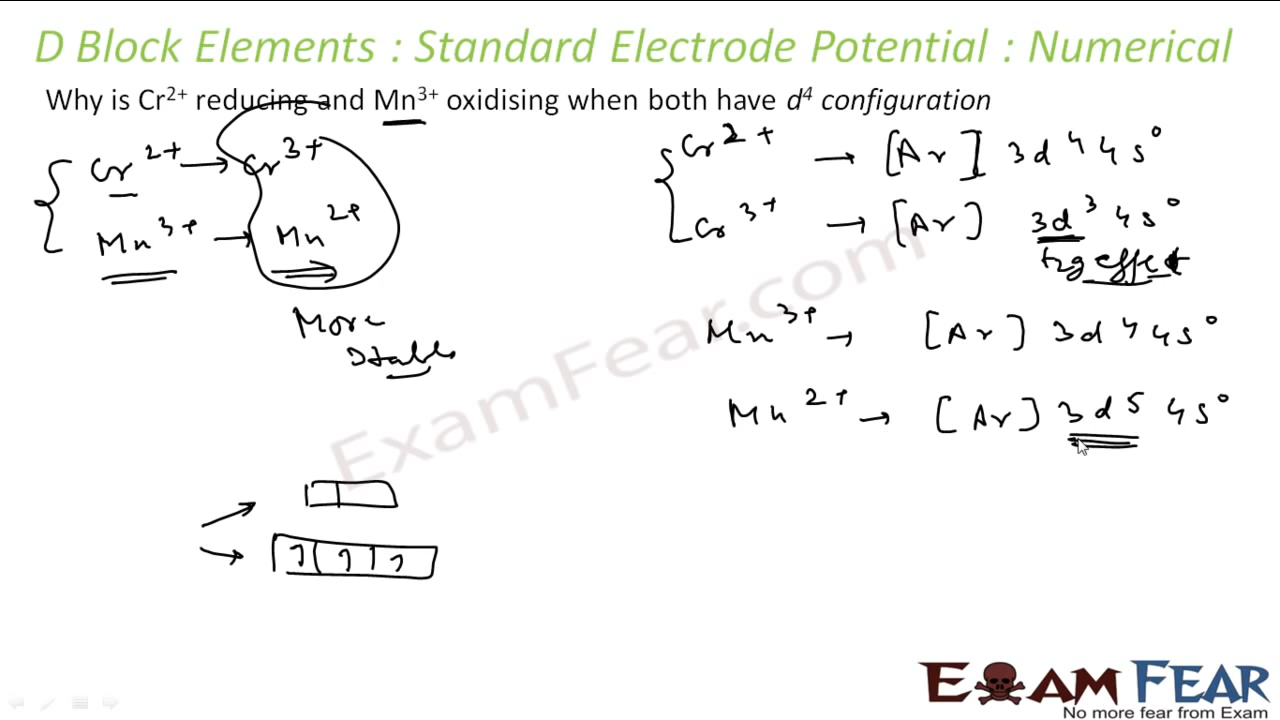 D Block Elements : Standard Electrode Potential : Numerical
Why is Cr²⁺ reducing and Mn³⁺ oxidising when both have d⁴ configuration
Cr²⁺ → Cr³⁺
Mn³⁺ → Mn²⁺
More
Stable
Cr²⁺ → [Ar] 3d⁴ 4s⁰
Cr³⁺ → [Ar] 3d³ 4s⁰
t₂g effect
Mn³⁺ → [Ar] 3d⁴ 4s⁰
Mn²⁺ → [Ar] 3d⁵ 4s⁰
ExamFear.com
EXAM FEAR
No more fear from Exam